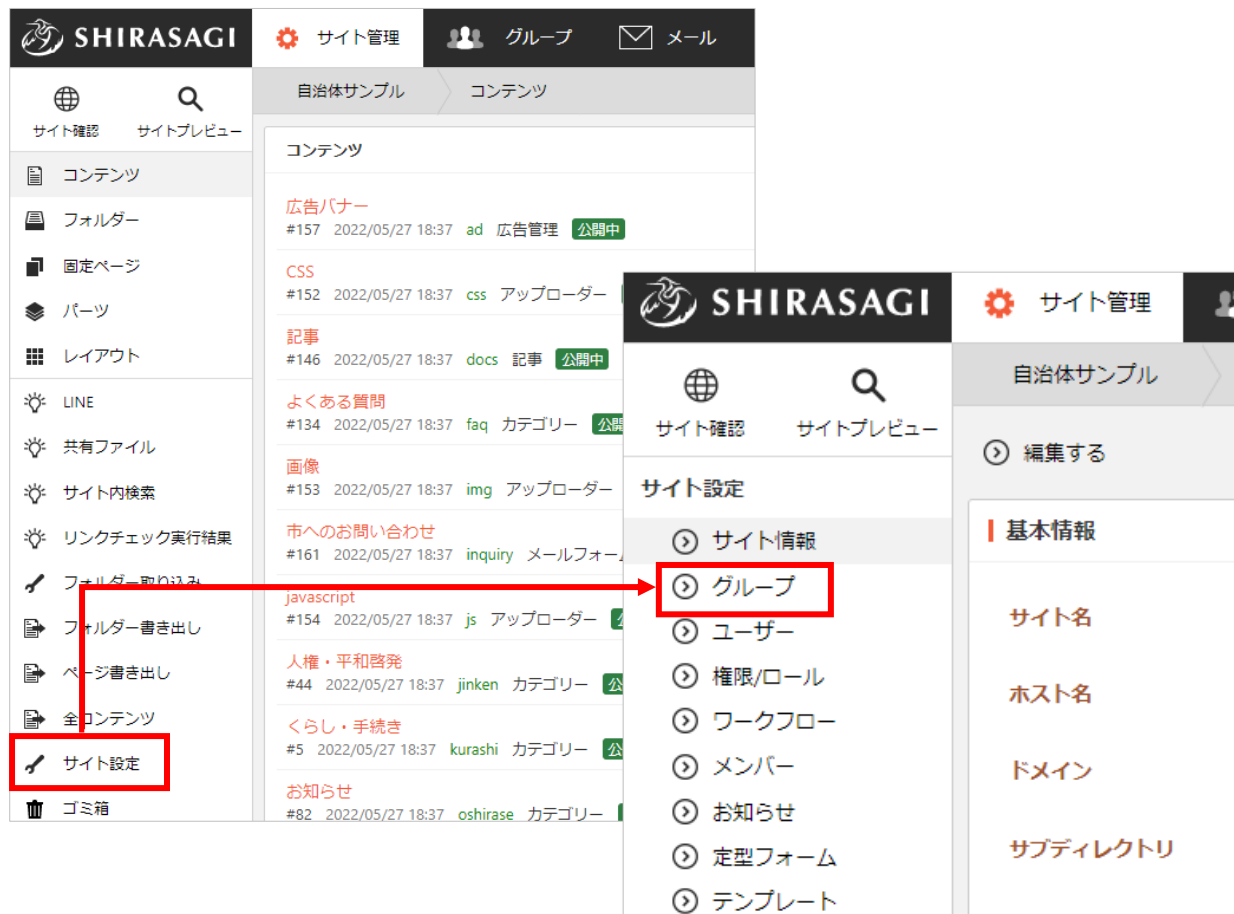 SHIRASAGI
サイト管理
グループ
メール
サイト確認
サイトプレビュー
自治体サンプル
コンテンツ
コンテンツ
フォルダー
固定ページ
パーツ
レイアウト
LINE
共有ファイル
サイト内検索
リンクチェック実行結果
フォルダー取り込み
フォルダー書き出し
ページ書き出し
全コンテンツ
サイト設定
ゴミ箱
コンテンツ
広告バナー
#157 2022/05/27 18:37 ad 広告管理 公開中
CSS
#152 2022/05/27 18:37 css アップローダー
記事
#146 2022/05/27 18:37 docs 記事 公開中
よくある質問
#134 2022/05/27 18:37 faq カテゴリー 公開
画像
#153 2022/05/27 18:37 img アップローダー
市へのお問い合わせ
#161 2022/05/27 18:37 inquiry メールフォーム
javascript
#154 2022/05/27 18:37 js アップローダー
人権・平和啓発
#44 2022/05/27 18:37 jinken カテゴリー 公
くらし・手続き
#5 2022/05/27 18:37 kurashi カテゴリー 公
お知らせ
#82 2022/05/27 18:37 oshirase カテゴリー
SHIRASAGI
サイト管理
サイト確認
サイトプレビュー
自治体サンプル
サイト設定
サイト情報
グループ
ユーザー
権限/ロール
ワークフロー
メンバー
お知らせ
定型フォーム
テンプレート
編集する
基本情報
サイト名
ホスト名
ドメイン
サブディレクトリ